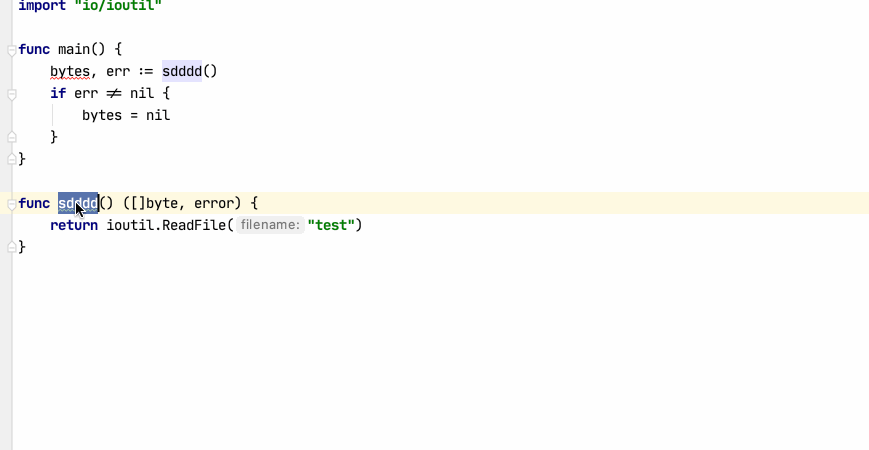 import "io/ioutil"
func main() {
bytes, err := sdddd()
if err ≠ nil {
bytes = nil
}
}
func sdddd() ([]byte, error) {
return ioutil.ReadFile( filename: "test")
}